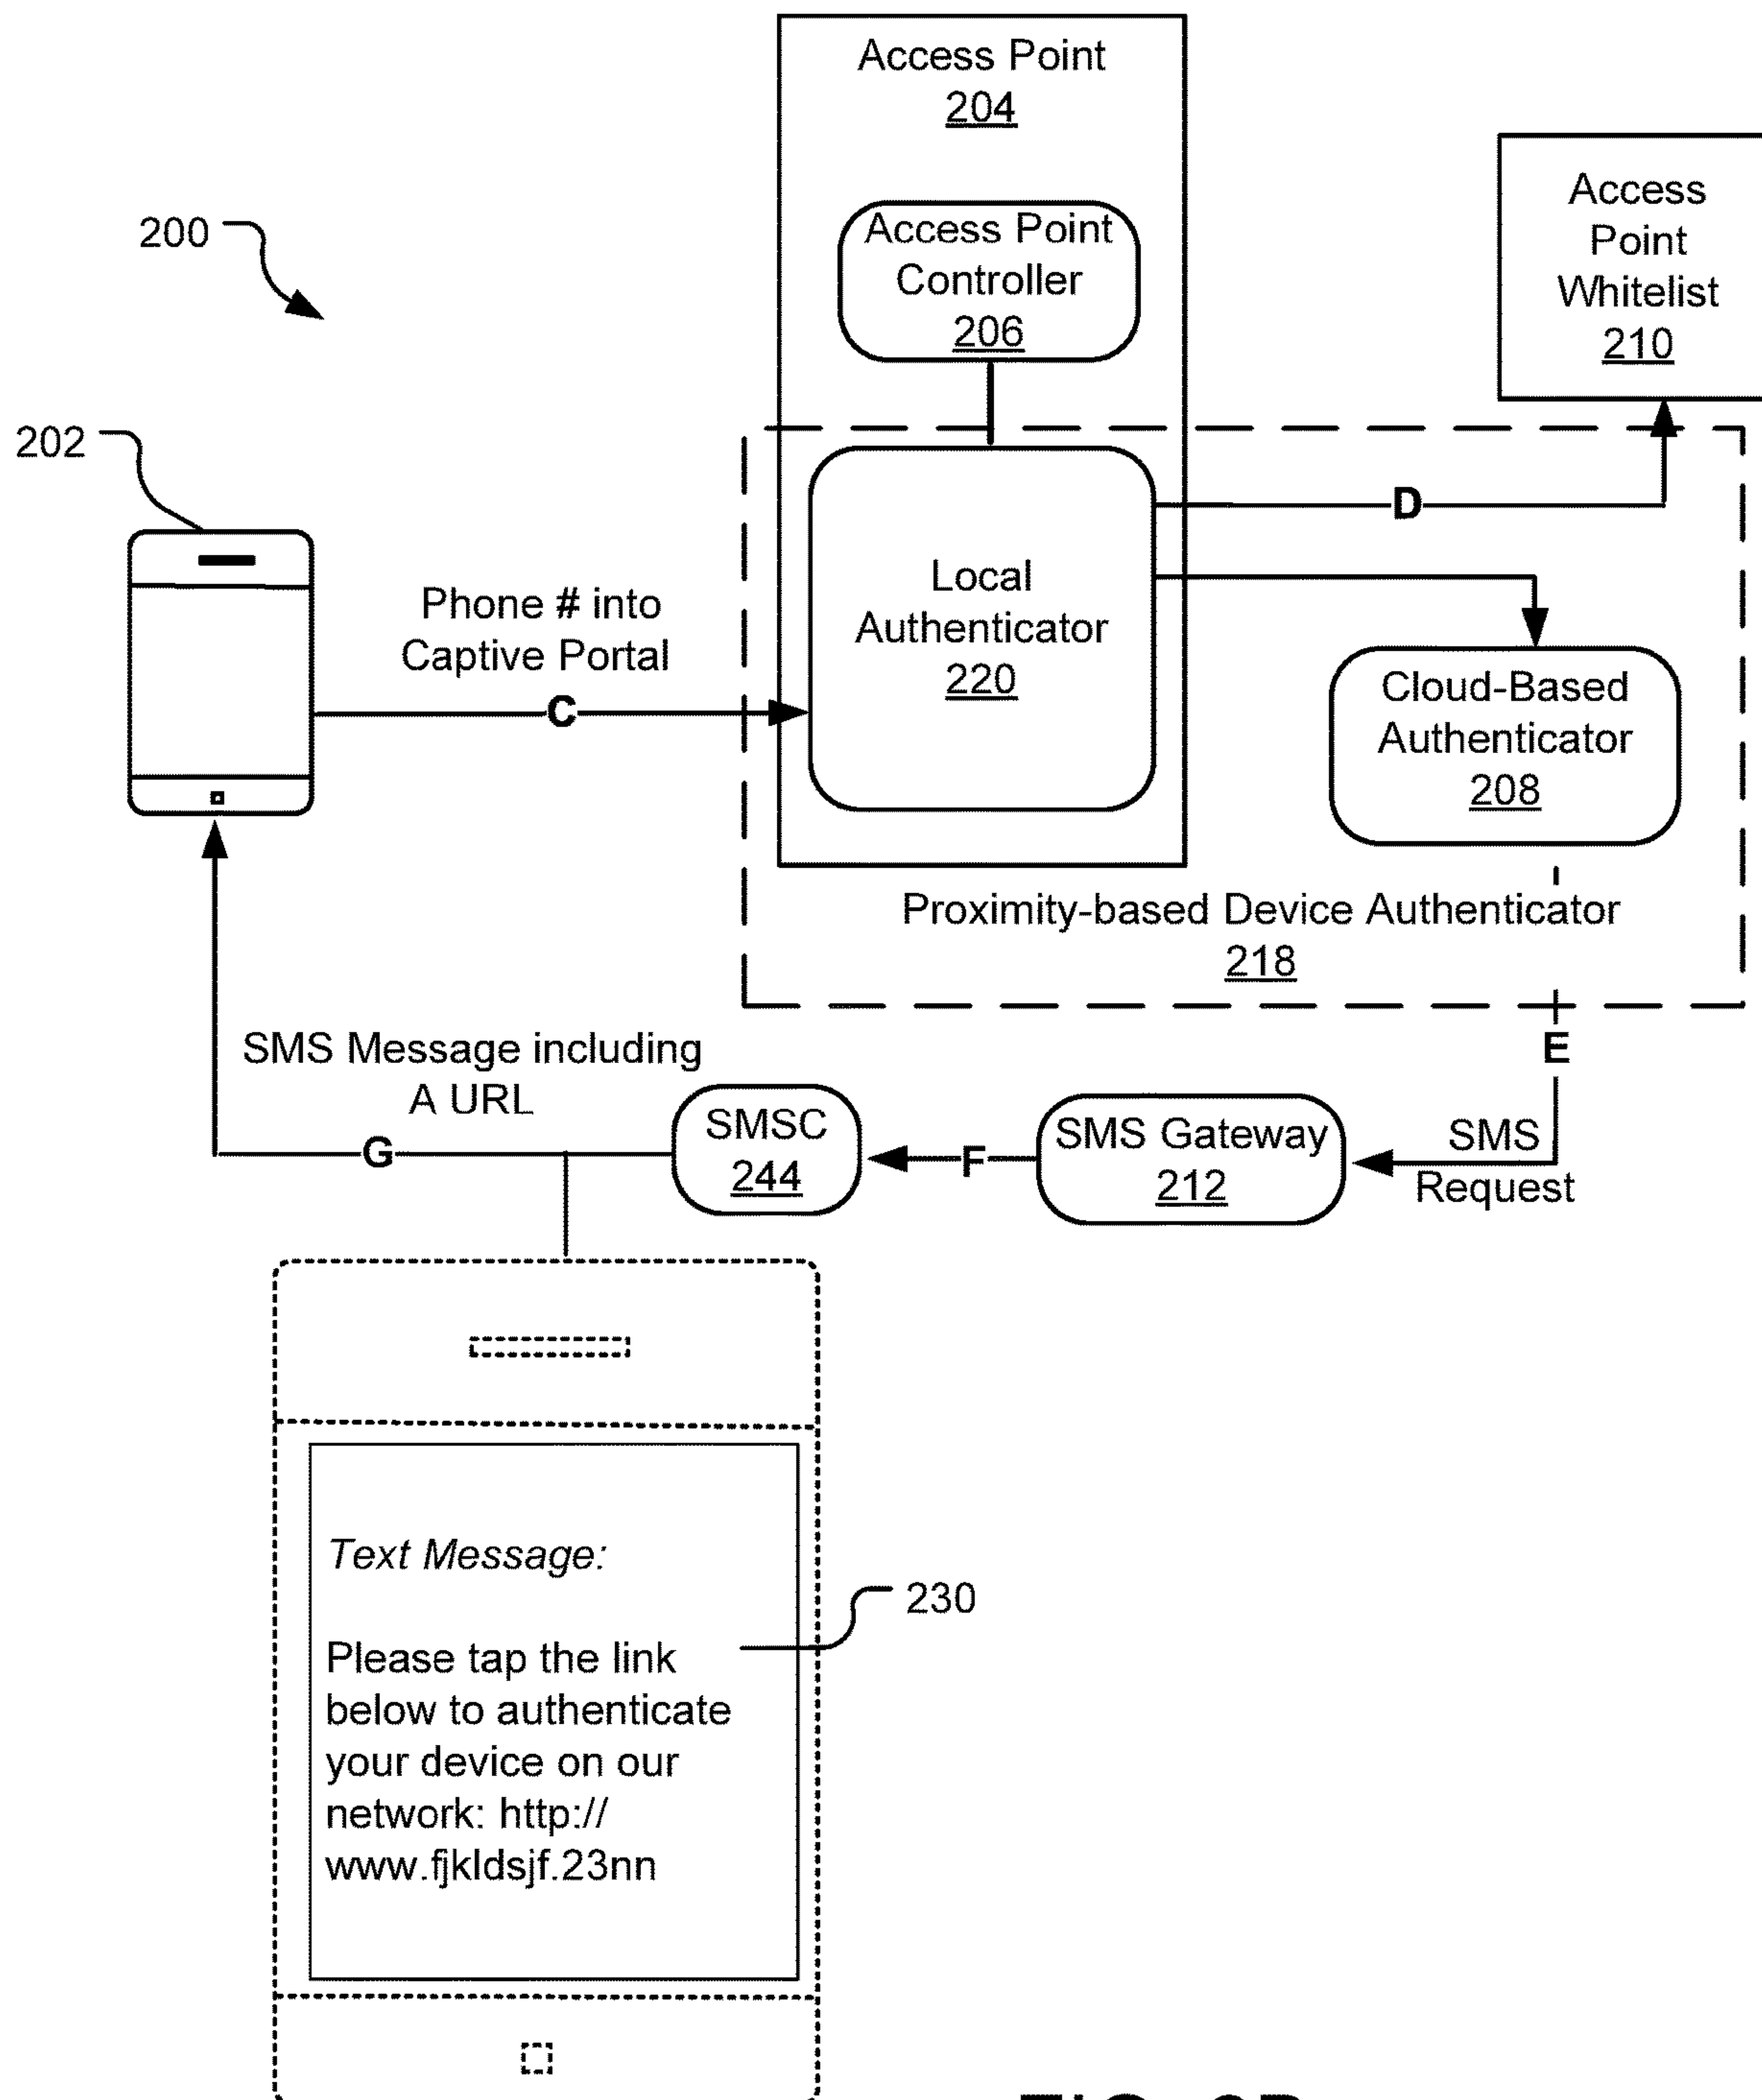 Access Point
204
Access Point
Controller
206
Access
Point
Whitelist
210
200
202
Phone # into
Captive Portal
C
D
Local
Authenticator
220
Cloud-Based
Authenticator
208
Proximity-based Device Authenticator
218
E
SMS
Request
SMS Gateway
212
F
SMSC
244
SMS Message including
A URL
G
Text Message:
Please tap the link
below to authenticate
your device on our
network: http://
www.fjkldsjf.23nn
230